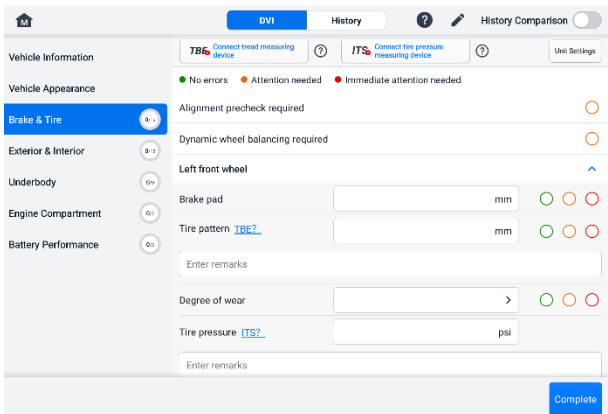 M
DVI
History
?
History Comparison
Vehicle Information
Vehicle Appearance
Brake & Tire
Exterior & Interior
Underbody
Engine Compartment
Battery Performance
TBE Connect tread measuring
device
?
ITS Connect tire pressure
measuring device
?
Unit Settings
No errors Attention needed Immediate attention needed
Alignment precheck required
Dynamic wheel balancing required
Left front wheel
Brake pad mm
Tire pattern TBE? mm
Enter remarks
Degree of wear
Tire pressure ITS? psi
Enter remarks
Complete